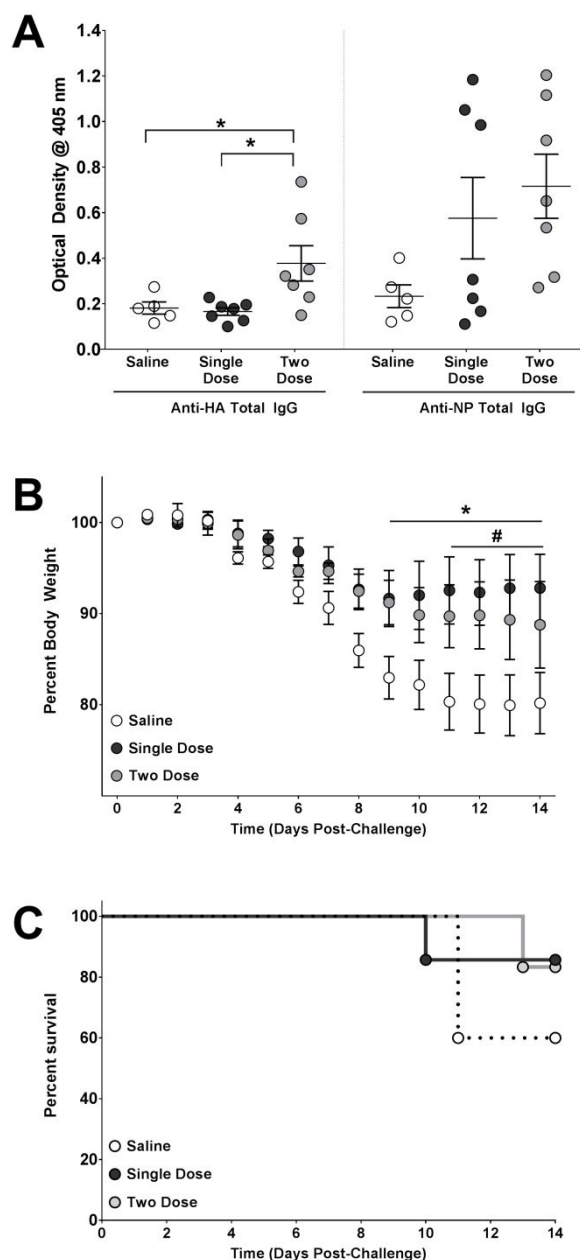 A
Optical Density @ 405 nm
1.4
1.2
1.0
0.8
0.6
0.4
0.2
0.0
*
*
Saline
Single Dose
Two Dose
Saline
Single Dose
Two Dose
Anti-HA Total IgG
Anti-NP Total IgG
B
Percent Body Weight
100
90
80
*
#
Saline
Single Dose
Two Dose
0 2 4 6 8 10 12 14
Time (Days Post-Challenge)
C
Percent survival
100
80
60
40
20
0
Saline
Single Dose
Two Dose
0 2 4 6 8 10 12 14
Time (Days Post-Challenge)